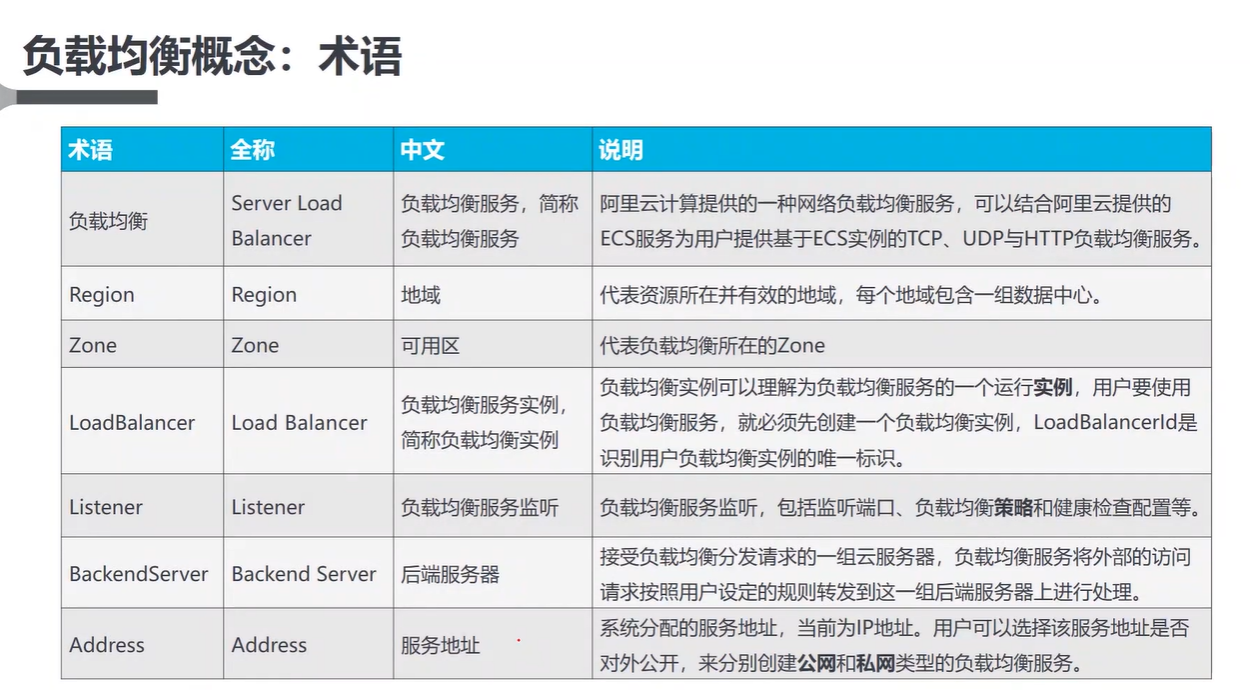 负载均衡概念：术语
术语 全称 中文 说明
负载均衡
Server Load
Balancer
负载均衡服务，简称
负载均衡服务
阿里云计算提供的一种网络负载均衡服务，可以结合阿里云提供的
ECS服务为用户提供基于ECS实例的TCP、UDP与HTTP负载均衡服务。
Region Region 地域 代表资源所在并有效的地域，每个地域包含一组数据中心。
Zone Zone 可用区 代表负载均衡所在的Zone
LoadBalancer Load Balancer
负载均衡服务实例，
简称负载均衡实例
负载均衡实例可以理解为负载均衡服务的一个运行实例，用户要使用
负载均衡服务，就必须先创建一个负载均衡实例，LoadBalancerId是
识别用户负载均衡实例的唯一标识。
Listener Listener 负载均衡服务监听 负载均衡服务监听，包括监听端口、负载均衡策略和健康检查配置等。
BackendServer Backend Server 后端服务器
接受负载均衡分发请求的一组云服务器，负载均衡服务将外部的访问
请求按照用户设定的规则转发到这一组后端服务器上进行处理。
Address Address 服务地址
系统分配的服务地址，当前为IP地址。用户可以选择该服务地址是否
对外公开，来分别创建公网和私网类型的负载均衡服务。